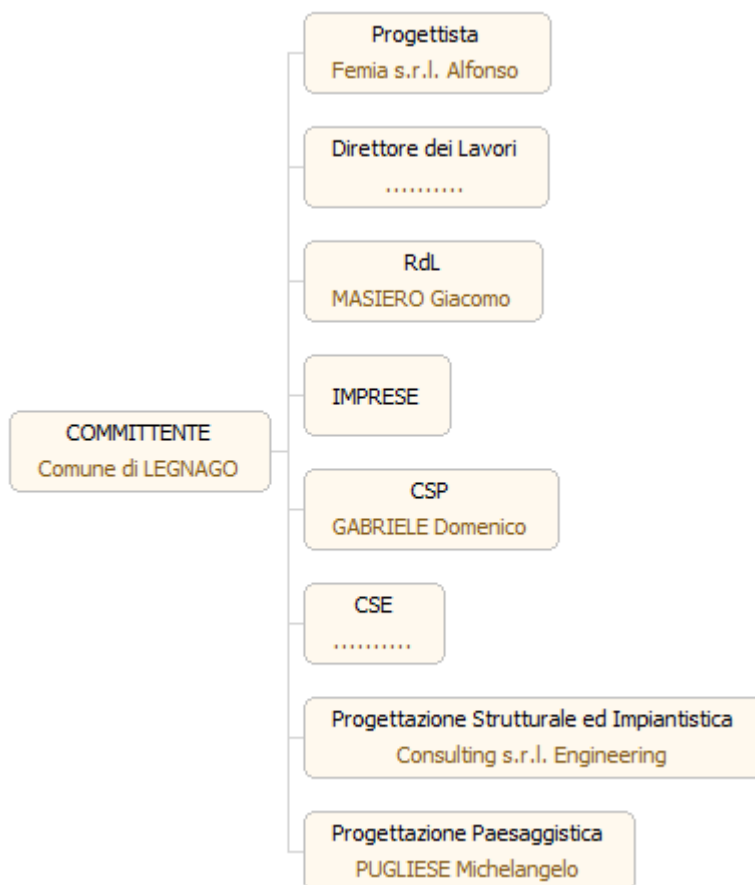 Progettista
Femia s.r.l. Alfonso
Direttore dei Lavori
..........
RdL
MASIERO Giacomo
IMPRESE
COMMITTENTE
Comune di LEGNAGO
CSP
GABRIELE Domenico
CSE
..........
Progettazione Strutturale ed Impiantistica
Consulting s.r.l. Engineering
Progettazione Paesaggistica
PUGLIESE Michelangelo